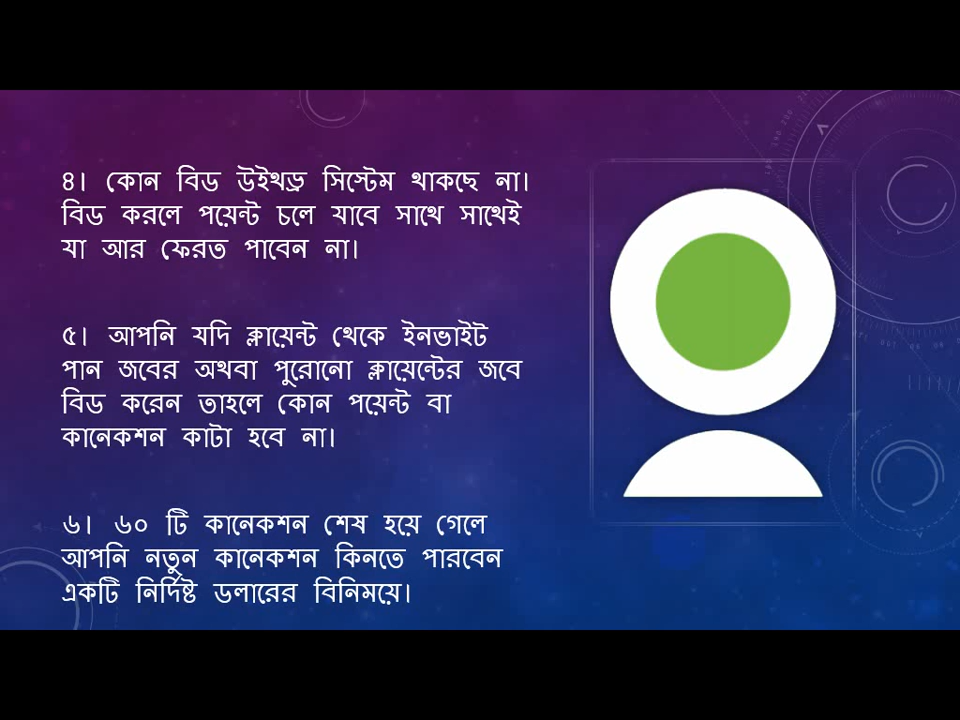 ৪। কোন বিড উইথড্র সিস্টেম থাকছে না।
বিড করলে পয়েন্ট চলে যাবে সাথে সাথেই
যা আর ফেরত পাবেন না।
৫। আপনি যদি ক্লায়েন্ট থেকে ইনভাইট
পান জবের অথবা পুরোনো ক্লায়েন্টের জবে
বিড করেন তাহলে কোন পয়েন্ট বা
কানেকশন কাটা হবে না।
৬। ৬০ টি কানেকশন শেষ হয়ে গেলে
আপনি নতুন কানেকশন কিনতে পারবেন
একটি নির্দিষ্ট ডলারের বিনিময়ে।